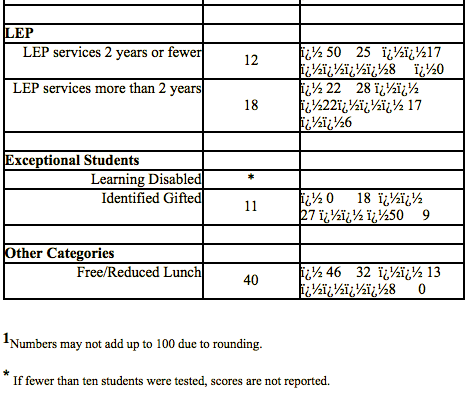 LEP
LEP services 2 years or fewer 12 ï¿½ 50 25 ï¿½ï¿½17
ï¿½ï¿½ï¿½ï¿½8 ï¿½0
LEP services more than 2 years 18 ï¿½ 22 28 ï¿½ï¿½
ï¿½22ï¿½ï¿½ï¿½ 17
ï¿½ï¿½6
Exceptional Students
Learning Disabled *
Identified Gifted 11 ï¿½ 0 18 ï¿½ï¿½
27 ï¿½ï¿½ ï¿½50 9
Other Categories
Free/Reduced Lunch 40 ï¿½ 46 32 ï¿½ï¿½ 13
ï¿½ï¿½ï¿½ï¿½8 0
1Numbers may not add up to 100 due to rounding.
* If fewer than ten students were tested, scores are not reported.